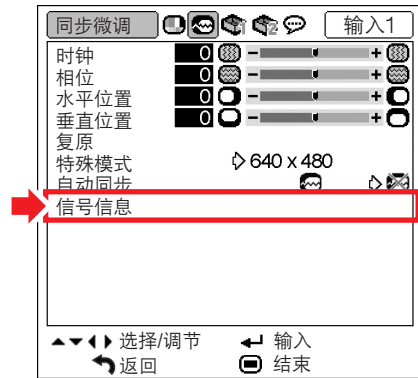 同步微调 输入1
时钟 0 - +
相位 0 - +
水平位置 0 - +
垂直位置 0 - +
复原
特殊模式 640 x 480
自动同步
信号信息
选择/调节 输入
返回 结束